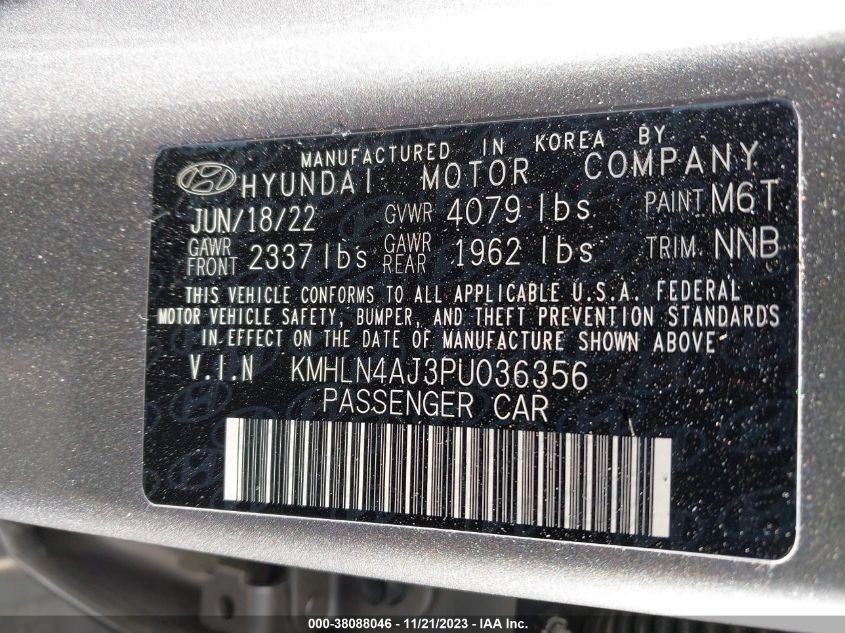 MANUFACTURED IN KOREA BY
HYUNDAI MOTOR COMPANY
JUN/18/22 GVWR 4079 lbs PAINT M6T
GAWR FRONT 2337 lbs GAWR REAR 1962 lbs TRIM NNB
THIS VEHICLE CONFORMS TO ALL APPLICABLE U.S.A. FEDERAL
MOTOR VEHICLE SAFETY, BUMPER, AND THEFT PREVENTION STANDARDS
IN EFFECT ON THE DATE OF MANUFACTURE SHOWN ABOVE.
V.I.N KMHLN4AJ3PU036356
PASSENGER CAR
000-38088046 - 11/21/2023 - IAA, Inc.